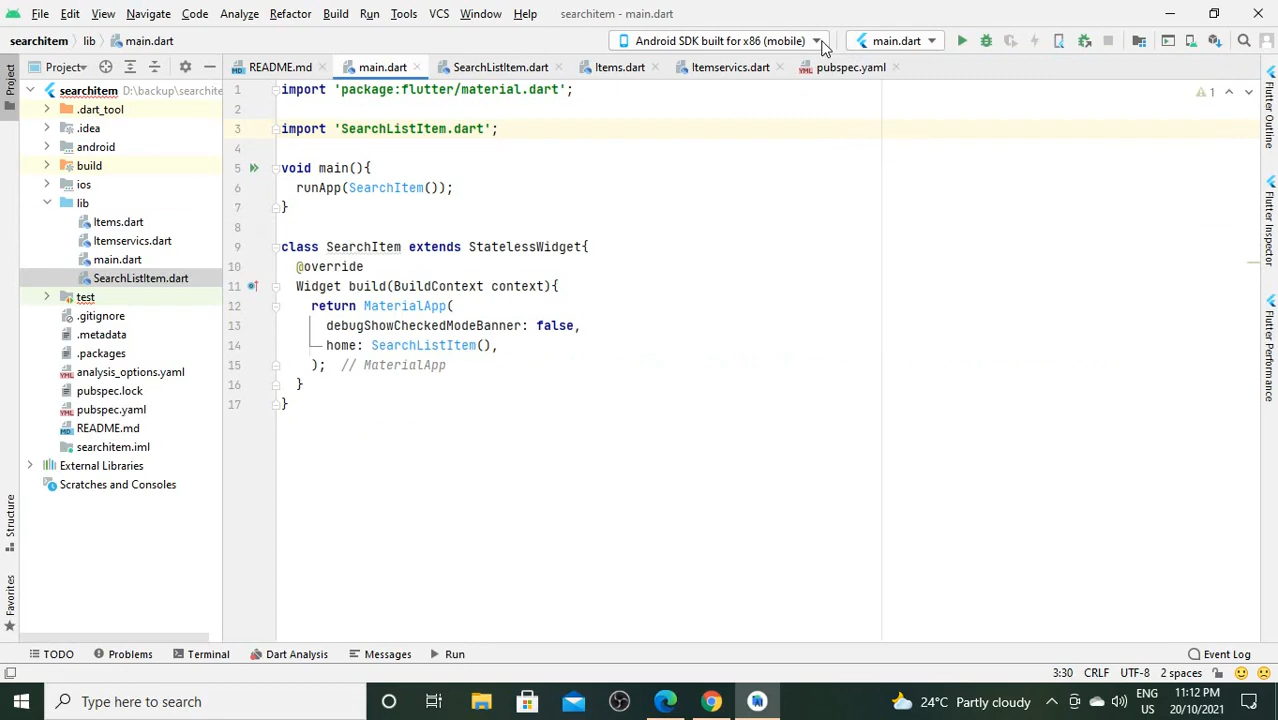 File Edit View Navigate Code Analyze Refactor Build Run Tools VCS Window Help searchitem - main.dart
searchitem lib main.dart Android SDK built for x86 (mobile) main.dart
Project README.md main.dart SearchListItem.dart Items.dart Itemservics.dart pubspec.yaml
searchitem D:\backup\searchite
.dart_tool
.idea
android
build
ios
lib
Items.dart
Itemservics.dart
main.dart
SearchListItem.dart
test
.gitignore
.metadata
.packages
analysis_options.yaml
pubspec.lock
pubspec.yaml
README.md
searchitem.iml
External Libraries
Scratches and Consoles
1 import 'package:flutter/material.dart';
2
3 import 'SearchListItem.dart';
4
5 void main(){
6 runApp(SearchItem());
7 }
8
9 class SearchItem extends StatelessWidget{
10 @override
11 Widget build(BuildContext context){
12 return MaterialApp(
13 debugShowCheckedModeBanner: false,
14 home: SearchListItem(),
15 ); // MaterialApp
16 }
17 }
1
Project
Structure
Favorites
Flutter Outline
Flutter Inspector
Flutter Performance
TODO Problems Terminal Dart Analysis Messages Run Event Log
3:30 CRLF UTF-8 2 spaces
Type here to search
24°C Partly cloudy
ENG
US
11:12 PM
20/10/2021